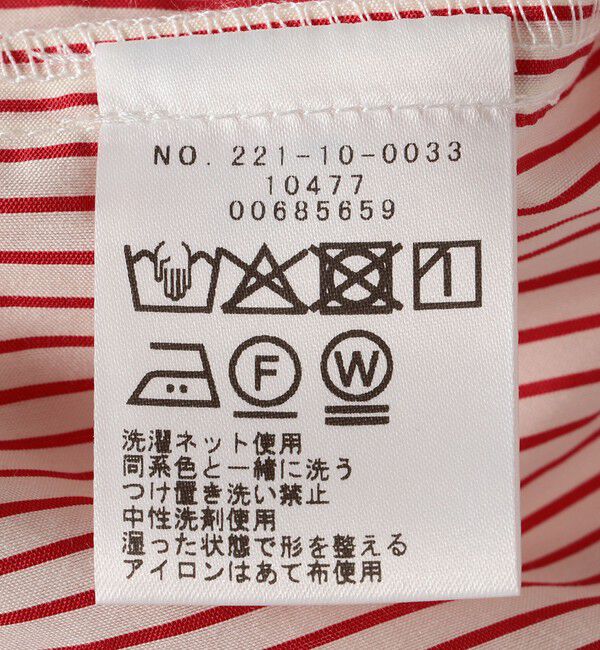 NO. 221-10-0033
10477
00685659
F
W
洗濯ネット使用
同系色と一緒に洗う
つけ置き洗い禁止
中性洗剤使用
湿った状態で形を整える
アイロンはあて布使用